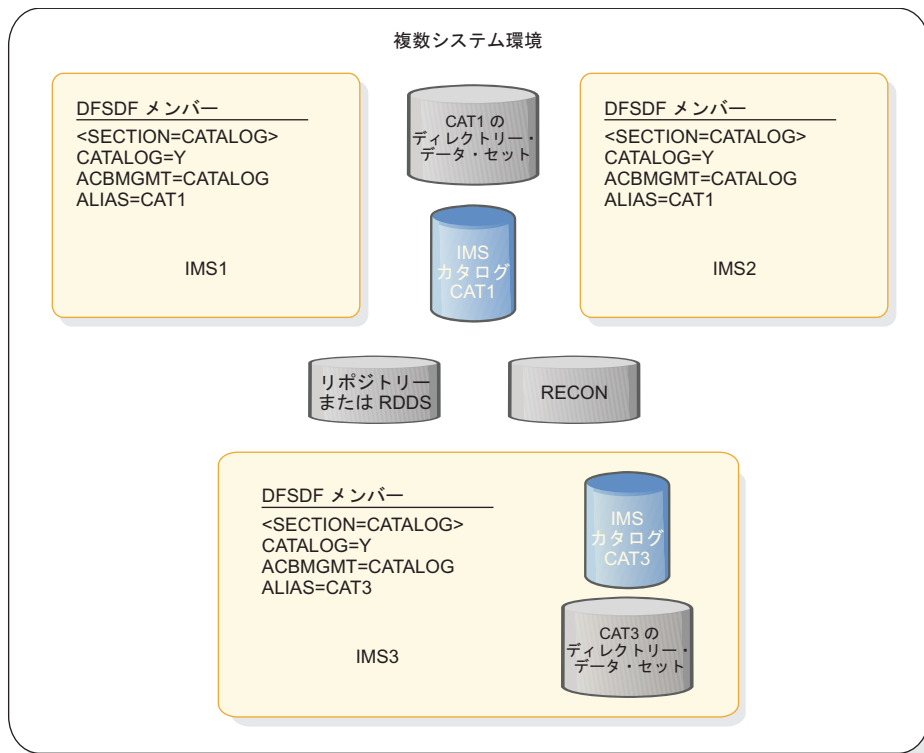 複数システム環境
DFSDF メンバー
<SECTION=CATALOG>
CATALOG=Y
ACBMGMT=CATALOG
ALIAS=CAT1
IMS1
CAT1 の
ディレクトリー・
データ・セット
IMS
カタログ
CAT1
DFSDF メンバー
<SECTION=CATALOG>
CATALOG=Y
ACBMGMT=CATALOG
ALIAS=CAT1
IMS2
リポジトリー
または RDDS
RECON
DFSDF メンバー
<SECTION=CATALOG>
CATALOG=Y
ACBMGMT=CATALOG
ALIAS=CAT3
IMS3
IMS
カタログ
CAT3
CAT3 の
ディレクトリー・
データ・セット